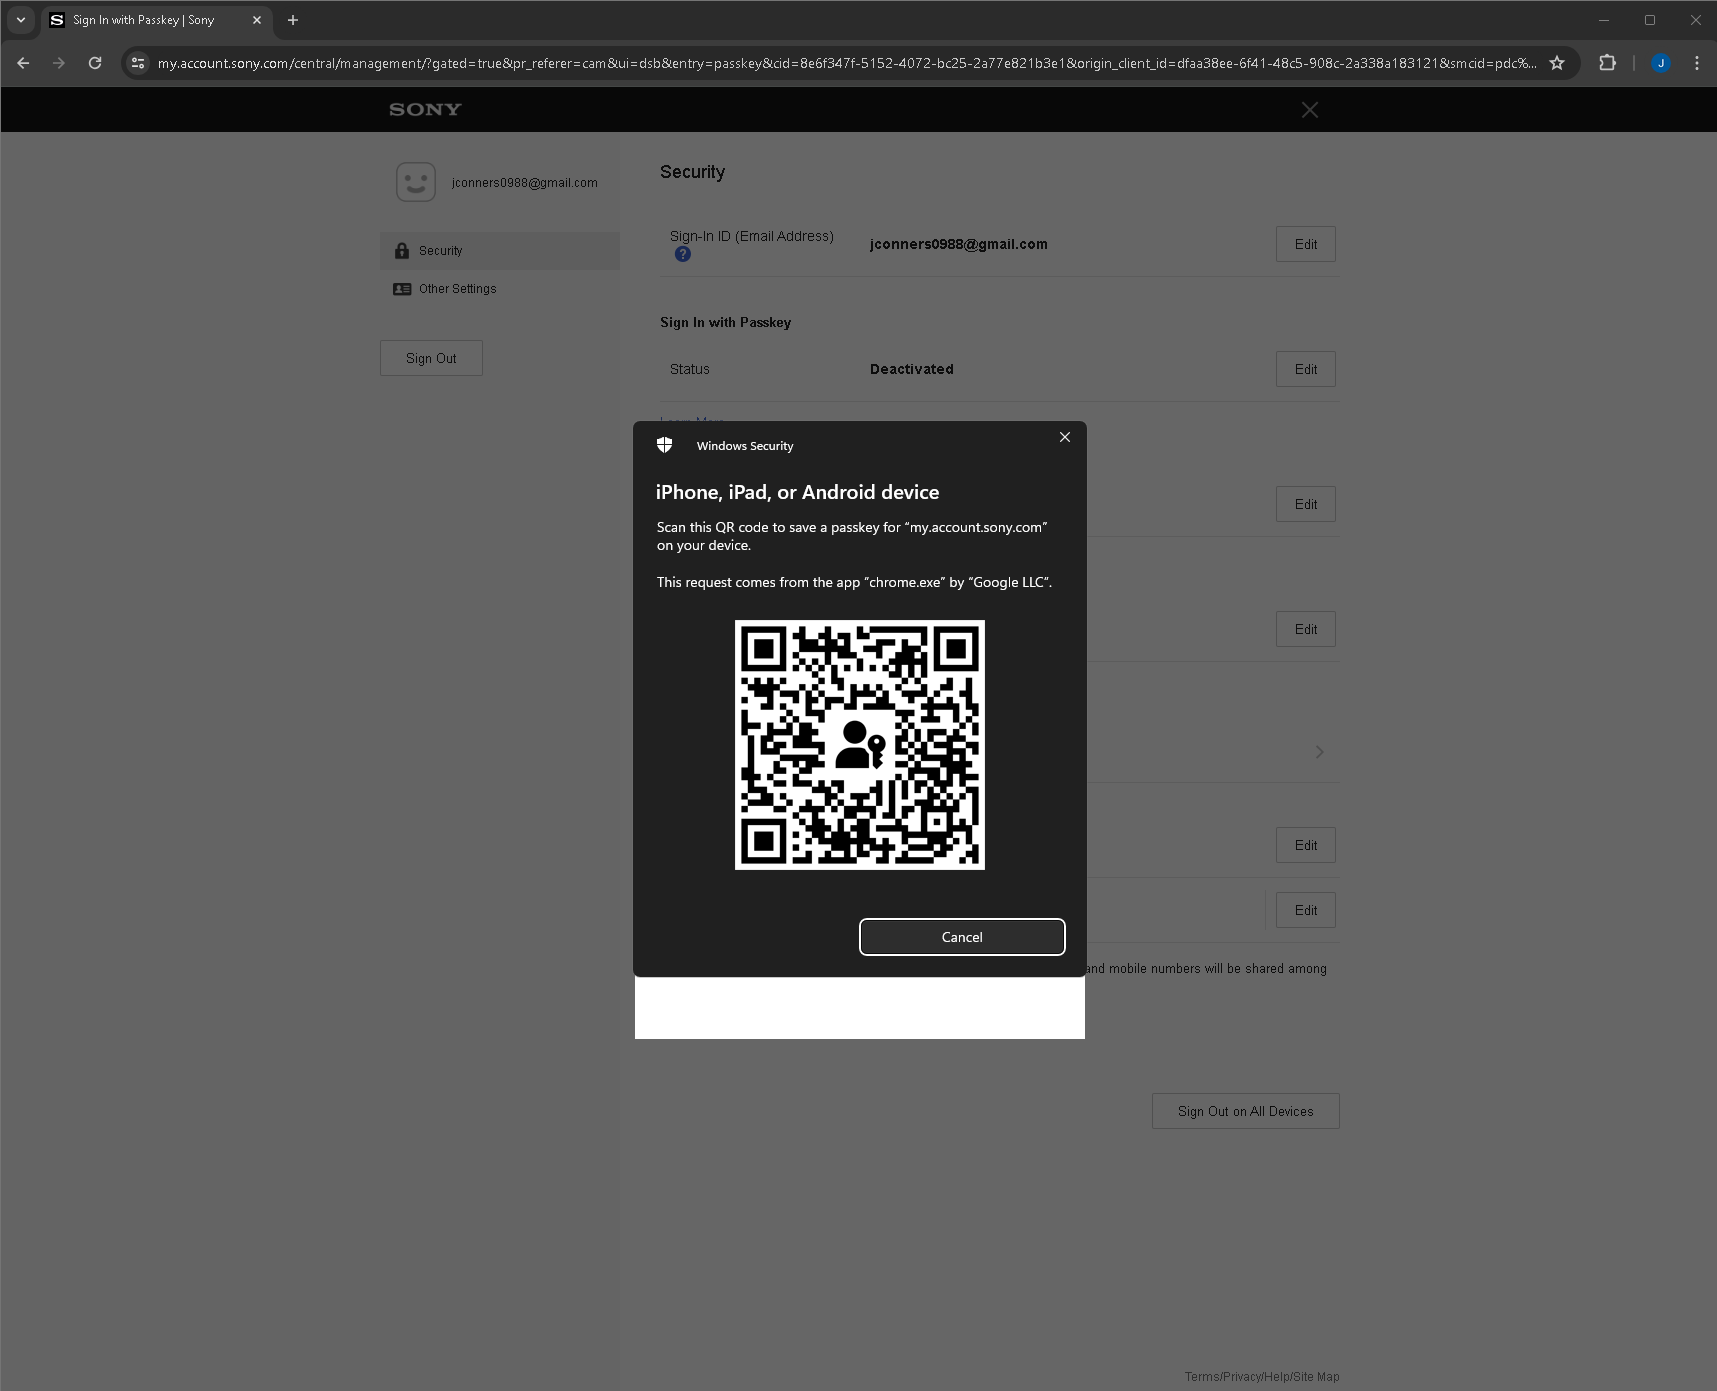 Sign In with Passkey | Sony
my.account.sony.com/central/management/?gated=true&pr_referer=cam&ui=dsb&entry=passkey&cid=8e6f347f-5152-4072-bc25-2a77e821b3e1&origin_client_id=dfaa38ee-6f41-48c5-908c-2a338a183121&smcid=pdc%...
J
SONY
jconners0988@gmail.com
Security
Other Settings
Sign Out
Security
Sign-In ID (Email Address)
?
jconners0988@gmail.com
Edit
Sign In with Passkey
Status
Deactivated
Edit
Learn More
Windows Security
iPhone, iPad, or Android device
Scan this QR code to save a passkey for “my.account.sony.com”
on your device.
This request comes from the app “chrome.exe” by “Google LLC”.
Cancel
Edit
Edit
Edit
Edit
and mobile numbers will be shared among
Sign Out on All Devices
Terms/Privacy/Help/Site Map